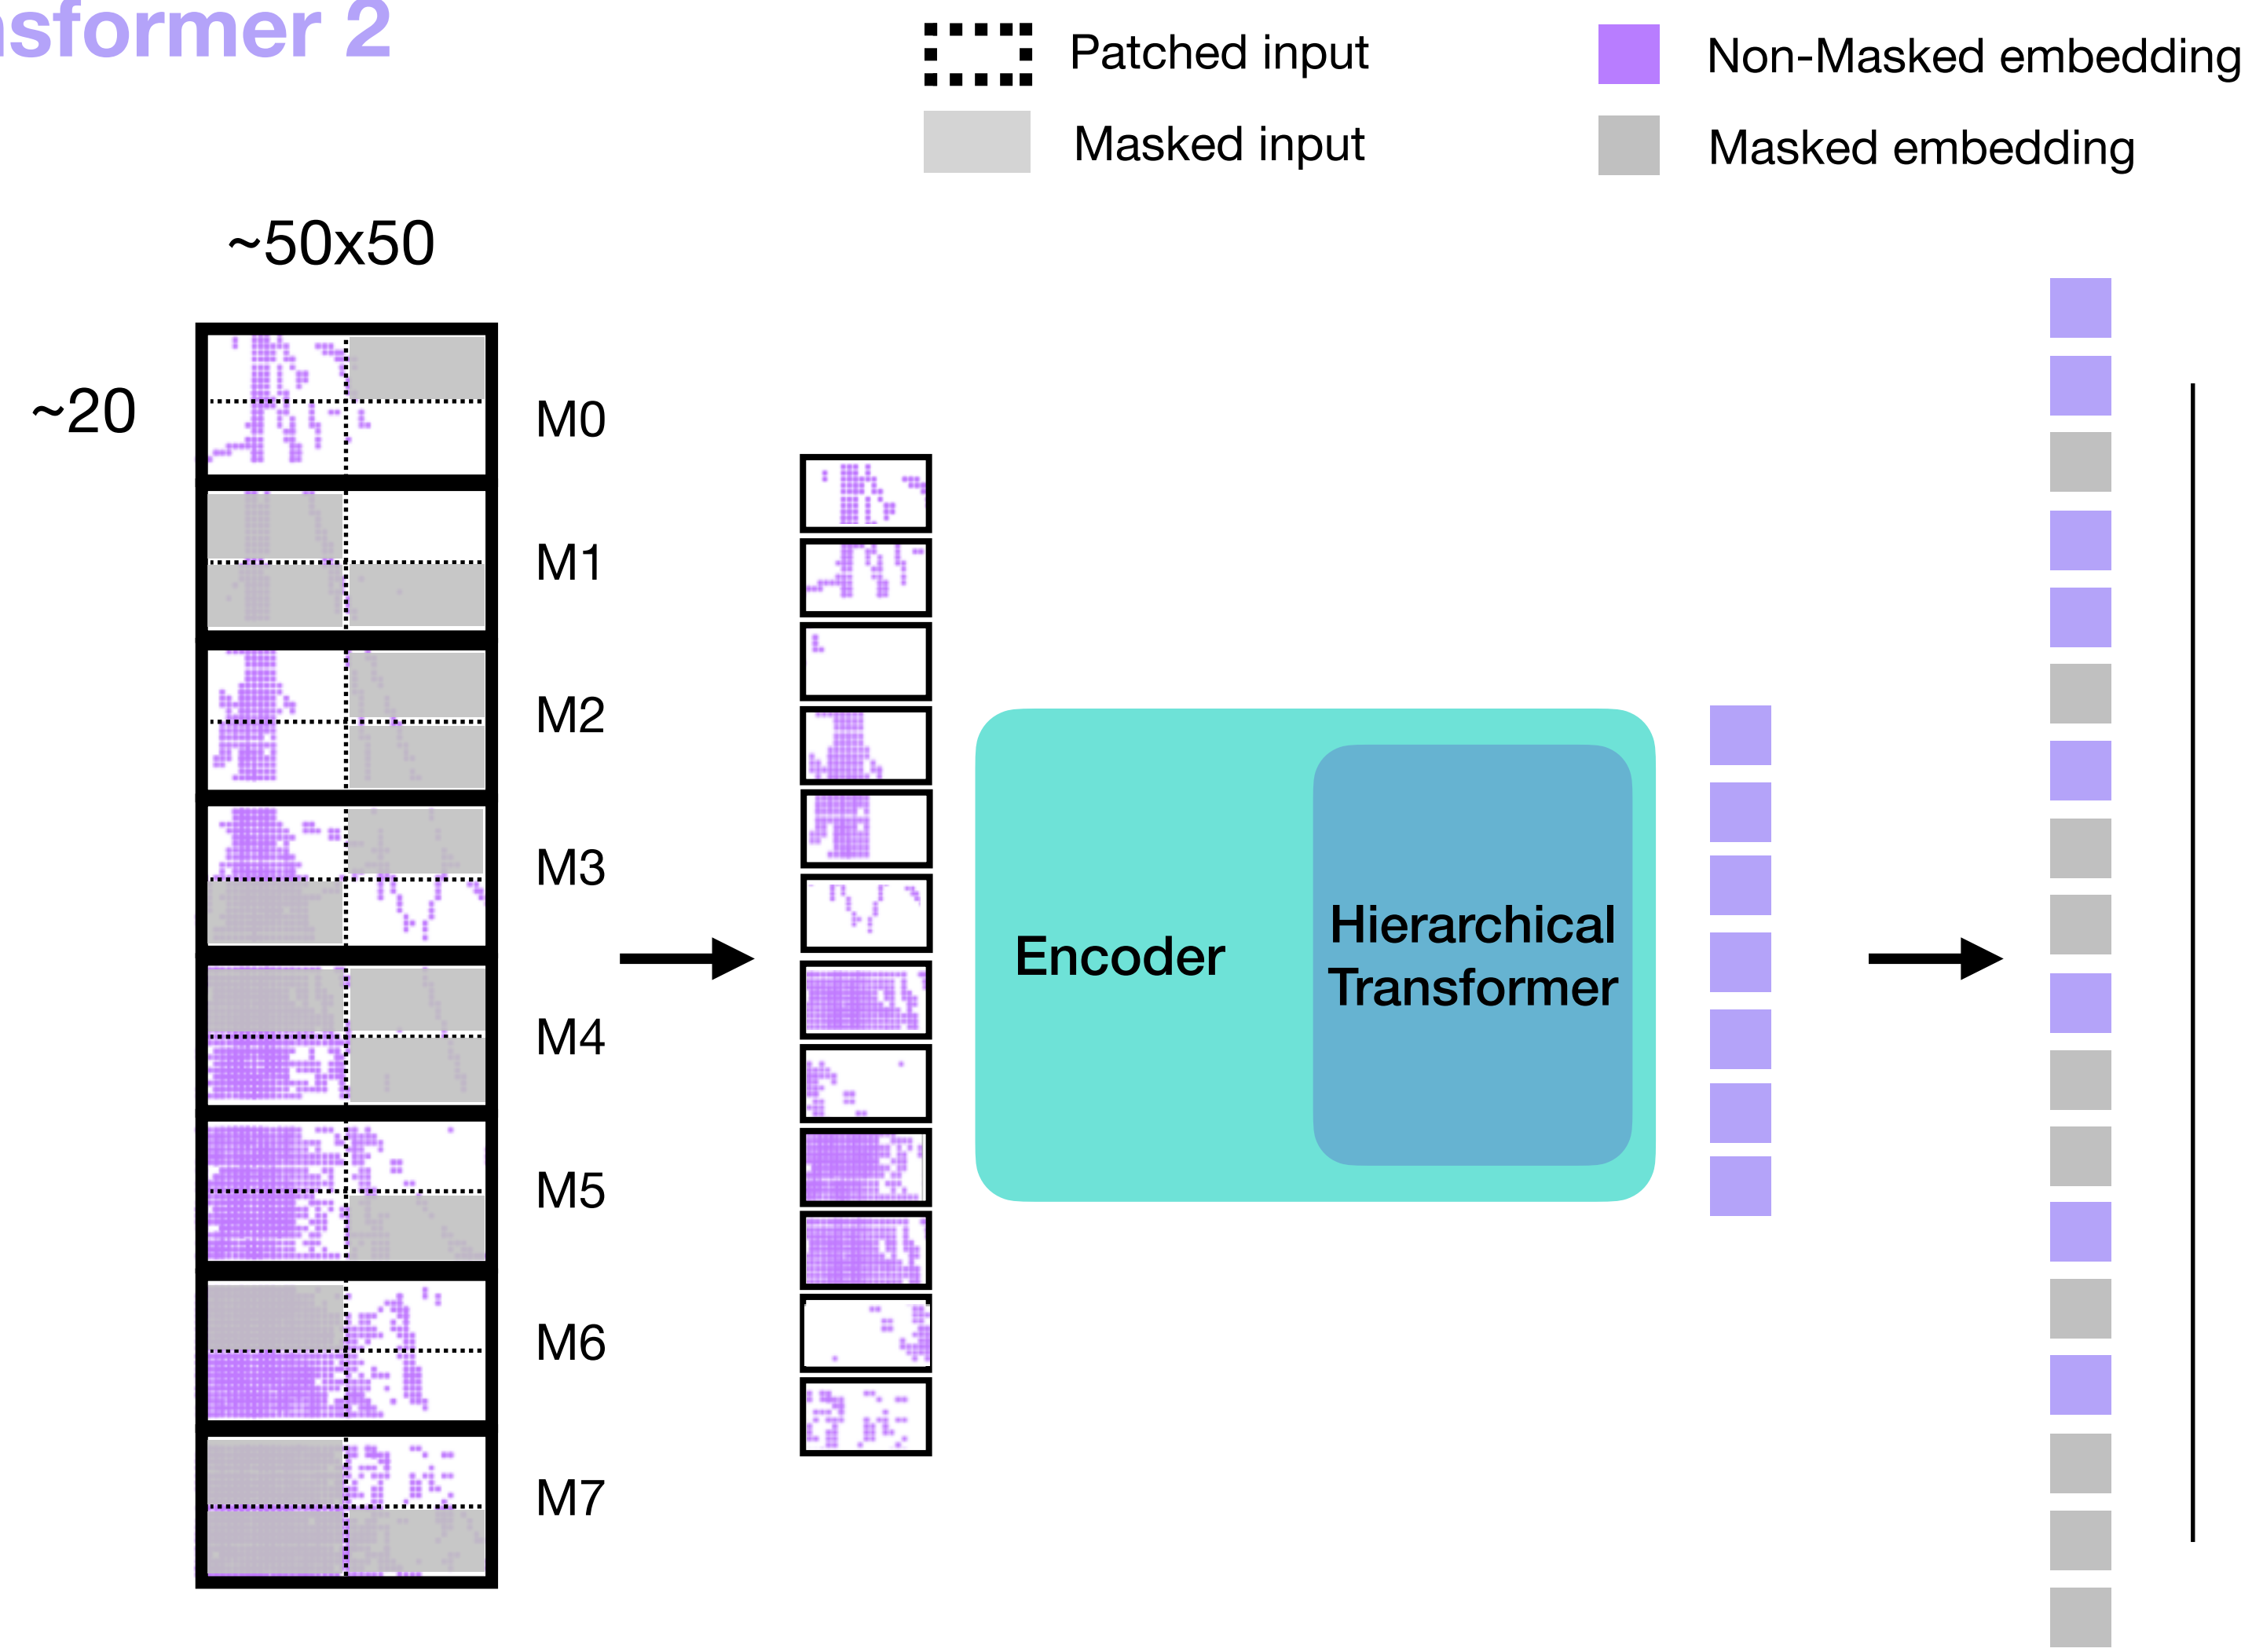 nsformer 2
Patched input
Non-Masked embedding
Masked input
Masked embedding
~50x50
~20
M0
M1
M2
M3
M4
M5
M6
M7
Encoder
Hierarchical
Transformer